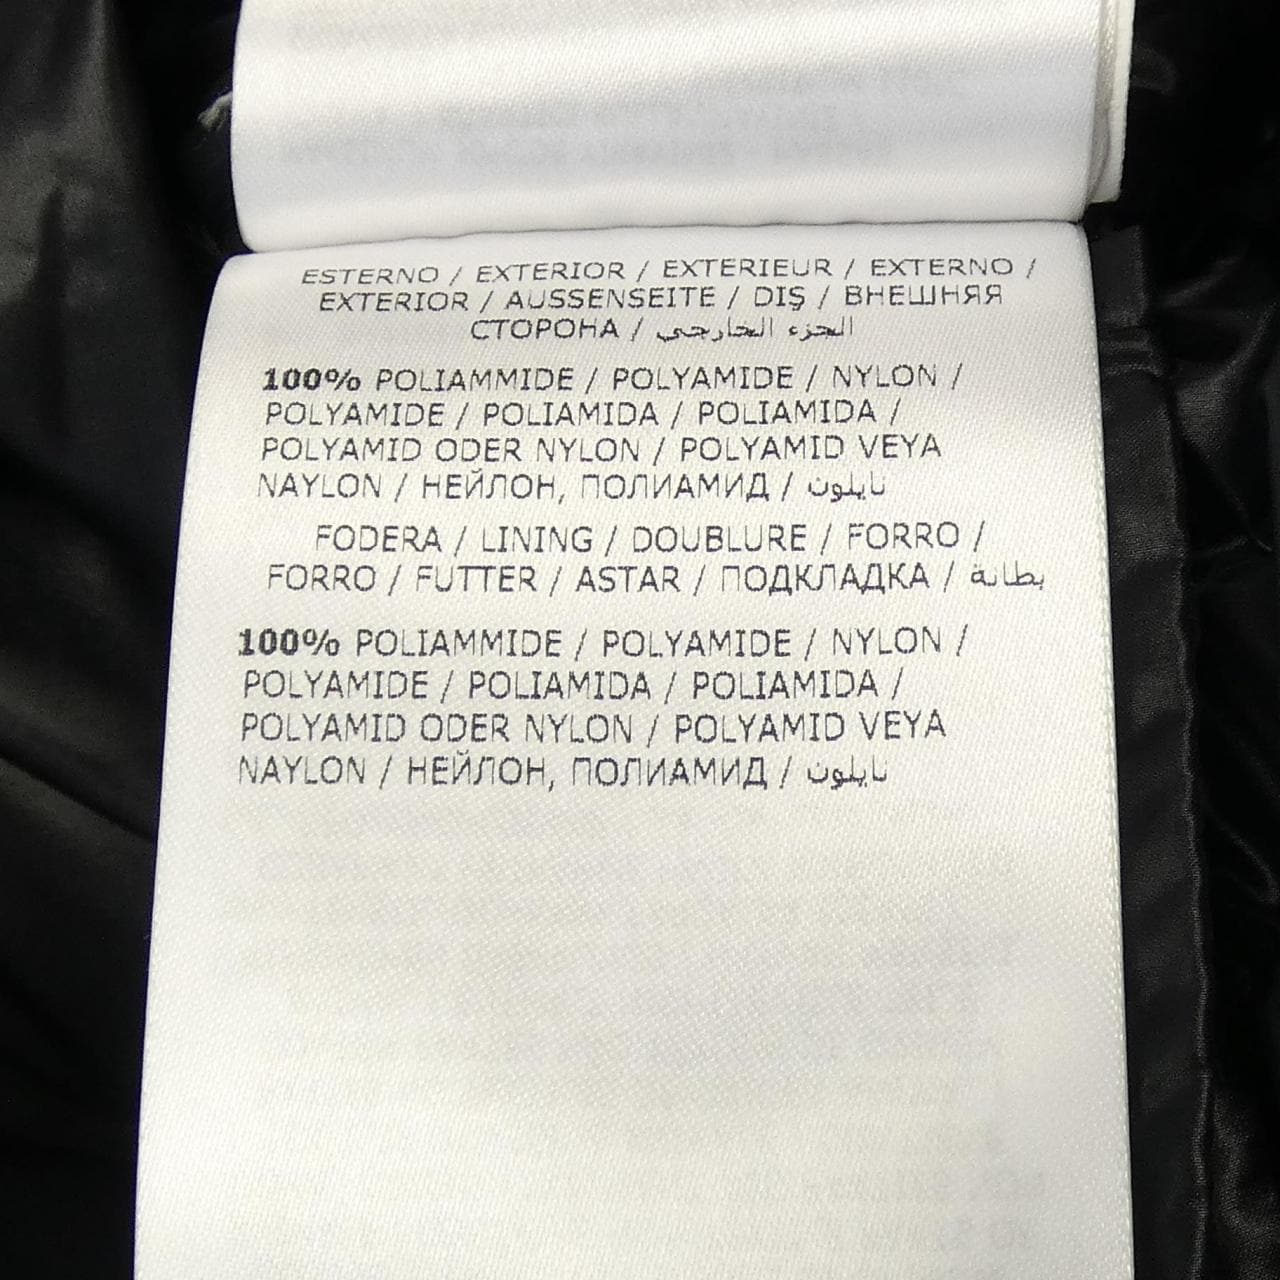 ESTERNO / EXTERIOR / EXTERIEUR / EXTERNO /
EXTERIOR / AUSSENSEITE / DIŞ / ВНЕШНЯЯ
СТОРОНА / الجزء الخارجي
100% POLIAMMIDE / POLYAMIDE / NYLON /
POLYAMIDE / POLIAMIDA / POLIAMIDA /
POLYAMID ODER NYLON / POLYAMID VEYA
NAYLON / НЕЙЛОН, ПОЛИАМИД / نايلون
FODERA / LINING / DOUBLURE / FORRO /
FORRO / FUTTER / ASTAR / ПОДКЛАДКА / بطانة
100% POLIAMMIDE / POLYAMIDE / NYLON /
POLYAMIDE / POLIAMIDA / POLIAMIDA /
POLYAMID ODER NYLON / POLYAMID VEYA
NAYLON / НЕЙЛОН, ПОЛИАМИД / نايلون